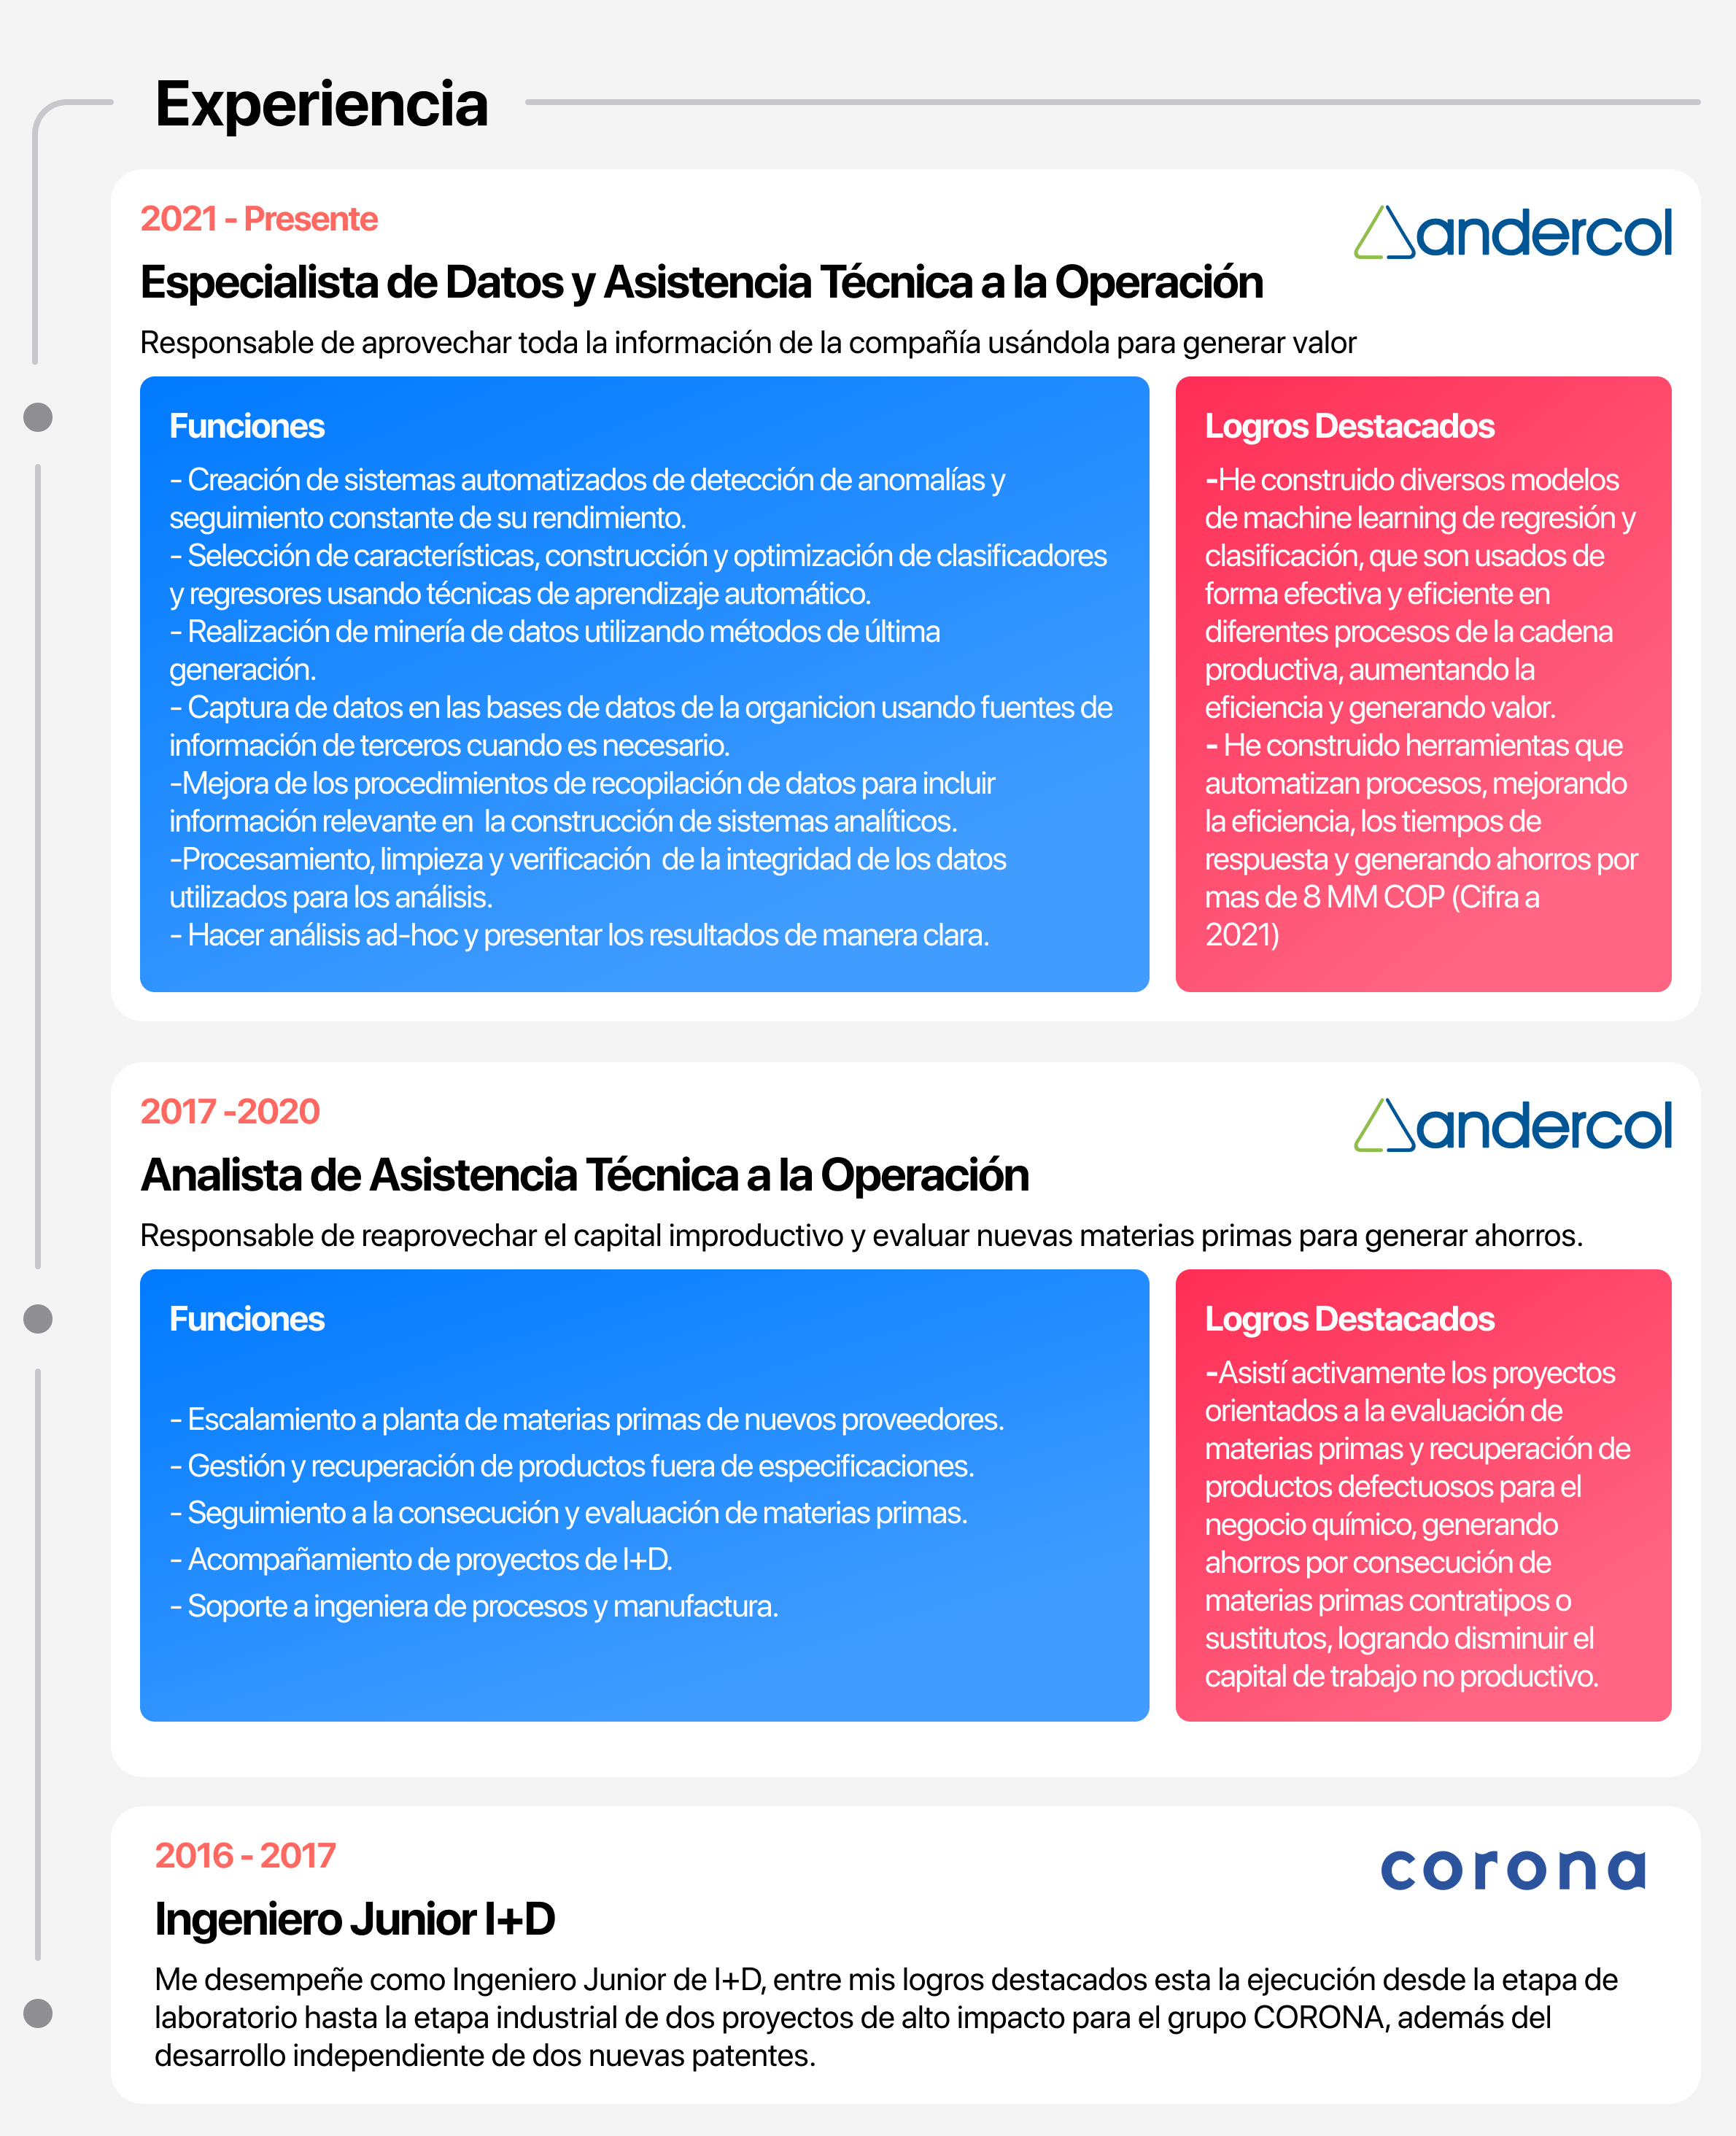 Experiencia
2021 - Presente
andercol
Especialista de Datos y Asistencia Técnica a la Operación
Responsable de aprovechar toda la información de la compañía usándola para generar valor
Funciones
- Creación de sistemas automatizados de detección de anomalías y
seguimiento constante de su rendimiento.
- Selección de características, construcción y optimización de clasificadores
y regresores usando técnicas de aprendizaje automático.
- Realización de minería de datos utilizando métodos de última
generación.
- Captura de datos en las bases de datos de la organicion usando fuentes de
información de terceros cuando es necesario.
-Mejora de los procedimientos de recopilación de datos para incluir
información relevante en  la construcción de sistemas analíticos.
-Procesamiento, limpieza y verificación  de la integridad de los datos
utilizados para los análisis.
- Hacer análisis ad-hoc y presentar los resultados de manera clara.
Logros Destacados
-He construido diversos modelos
de machine learning de regresión y
clasificación, que son usados de
forma efectiva y eficiente en
diferentes procesos de la cadena
productiva, aumentando la
eficiencia y generando valor.
- He construido herramientas que
automatizan procesos, mejorando
la eficiencia, los tiempos de
respuesta y generando ahorros por
mas de 8 MM COP (Cifra a
2021)
2017 -2020
andercol
Analista de Asistencia Técnica a la Operación
Responsable de reaprovechar el capital improductivo y evaluar nuevas materias primas para generar ahorros.
Funciones
- Escalamiento a planta de materias primas de nuevos proveedores.
- Gestión y recuperación de productos fuera de especificaciones.
- Seguimiento a la consecución y evaluación de materias primas.
- Acompañamiento de proyectos de I+D.
- Soporte a ingeniera de procesos y manufactura.
Logros Destacados
-Asistí activamente los proyectos
orientados a la evaluación de
materias primas y recuperación de
productos defectuosos para el
negocio químico, generando
ahorros por consecución de
materias primas contratipos o
sustitutos, logrando disminuir el
capital de trabajo no productivo.
2016 - 2017
corona
Ingeniero Junior I+D
Me desempeñe como Ingeniero Junior de I+D, entre mis logros destacados esta la ejecución desde la etapa de
laboratorio hasta la etapa industrial de dos proyectos de alto impacto para el grupo CORONA, además del
desarrollo independiente de dos nuevas patentes.